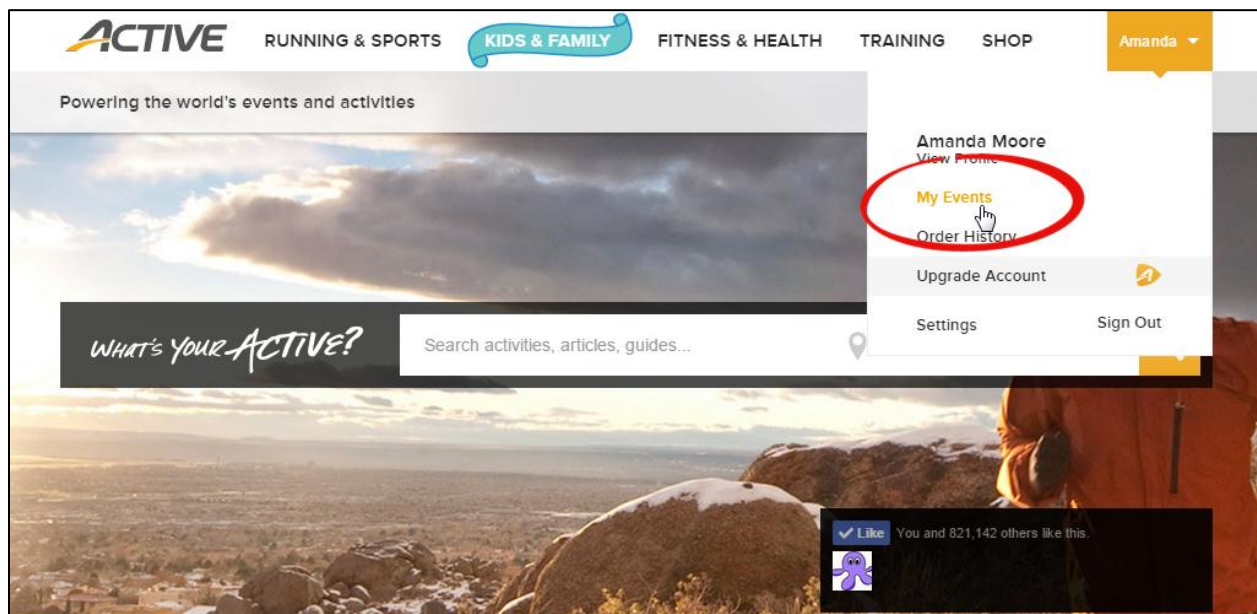 ACTIVE RUNNING & SPORTS KIDS & FAMILY FITNESS & HEALTH TRAINING SHOP Amanda
Powering the world's events and activities
Amanda Moore
View Profile
My Events
Order History
Upgrade Account
Settings Sign Out
WHAT'S YOUR ACTIVE? Search activities, articles, guides...
Like You and 821,142 others like this.